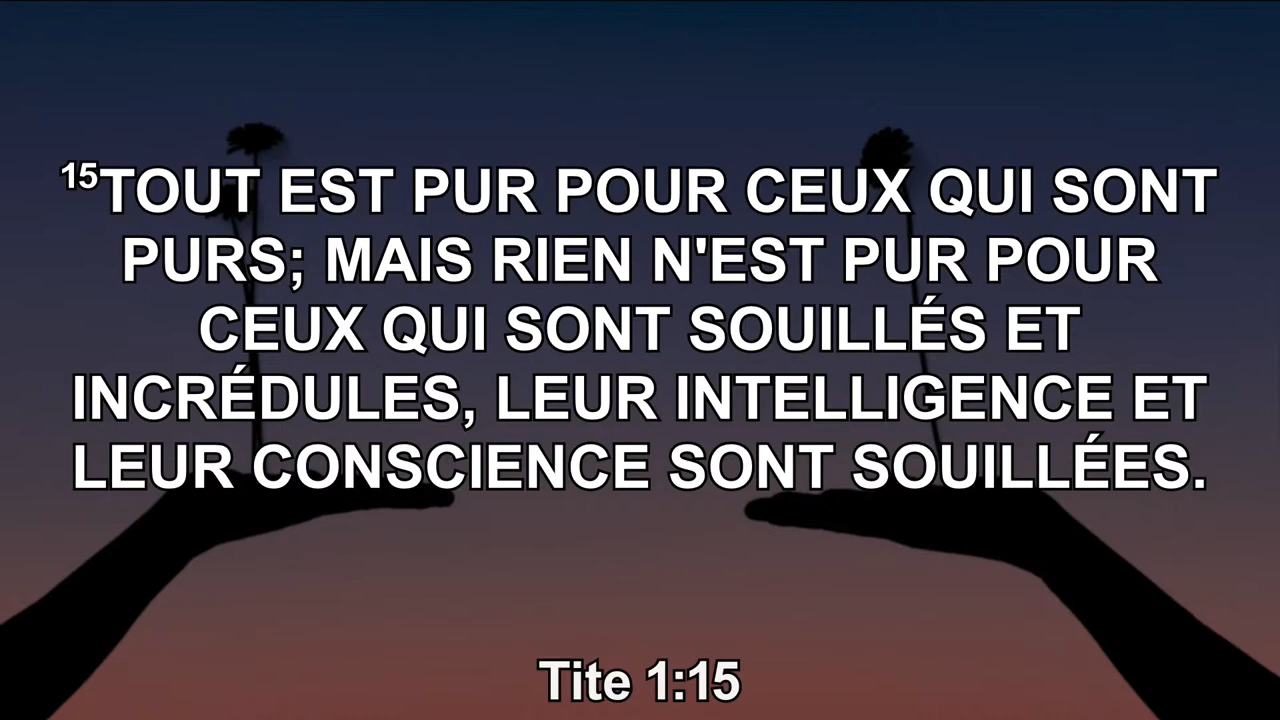 15TOUT EST PUR POUR CEUX QUI SONT
PURS; MAIS RIEN N'EST PUR POUR
CEUX QUI SONT SOUILLÉS ET
INCRÉDULES, LEUR INTELLIGENCE ET
LEUR CONSCIENCE SONT SOUILLÉES.
Tite 1:15